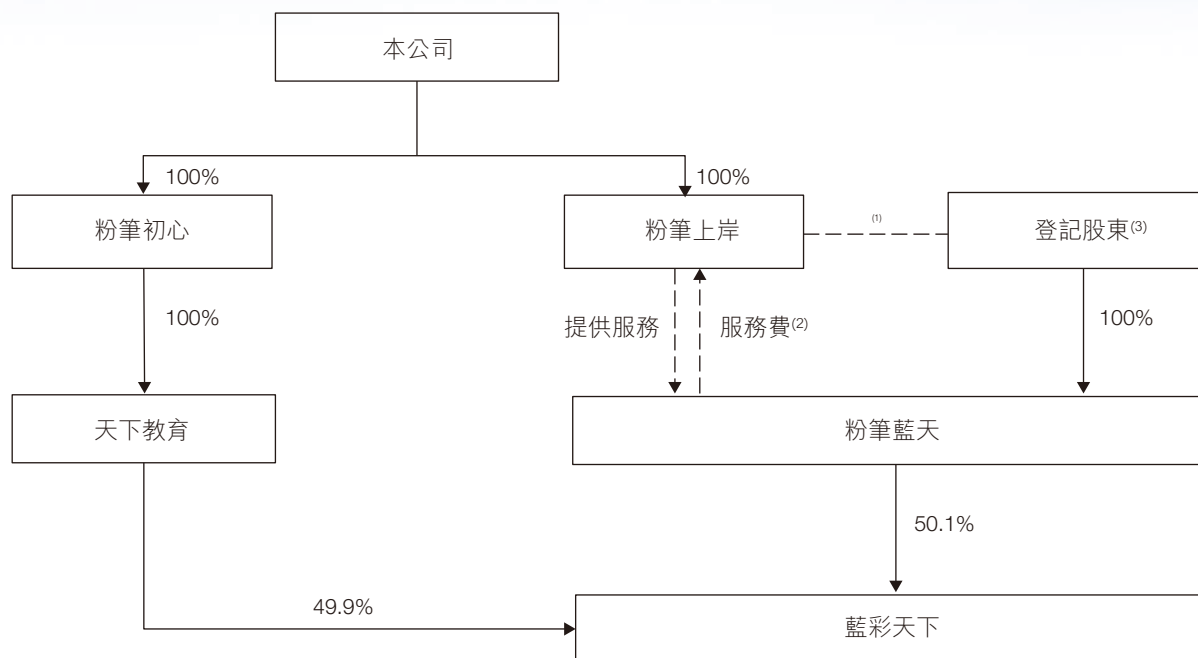 本公司
100%
100%
粉筆初心
粉筆上岸
(1)
登記股東(3)
100%
提供服務
服務費(2)
100%
天下教育
粉筆藍天
50.1%
49.9%
藍彩天下